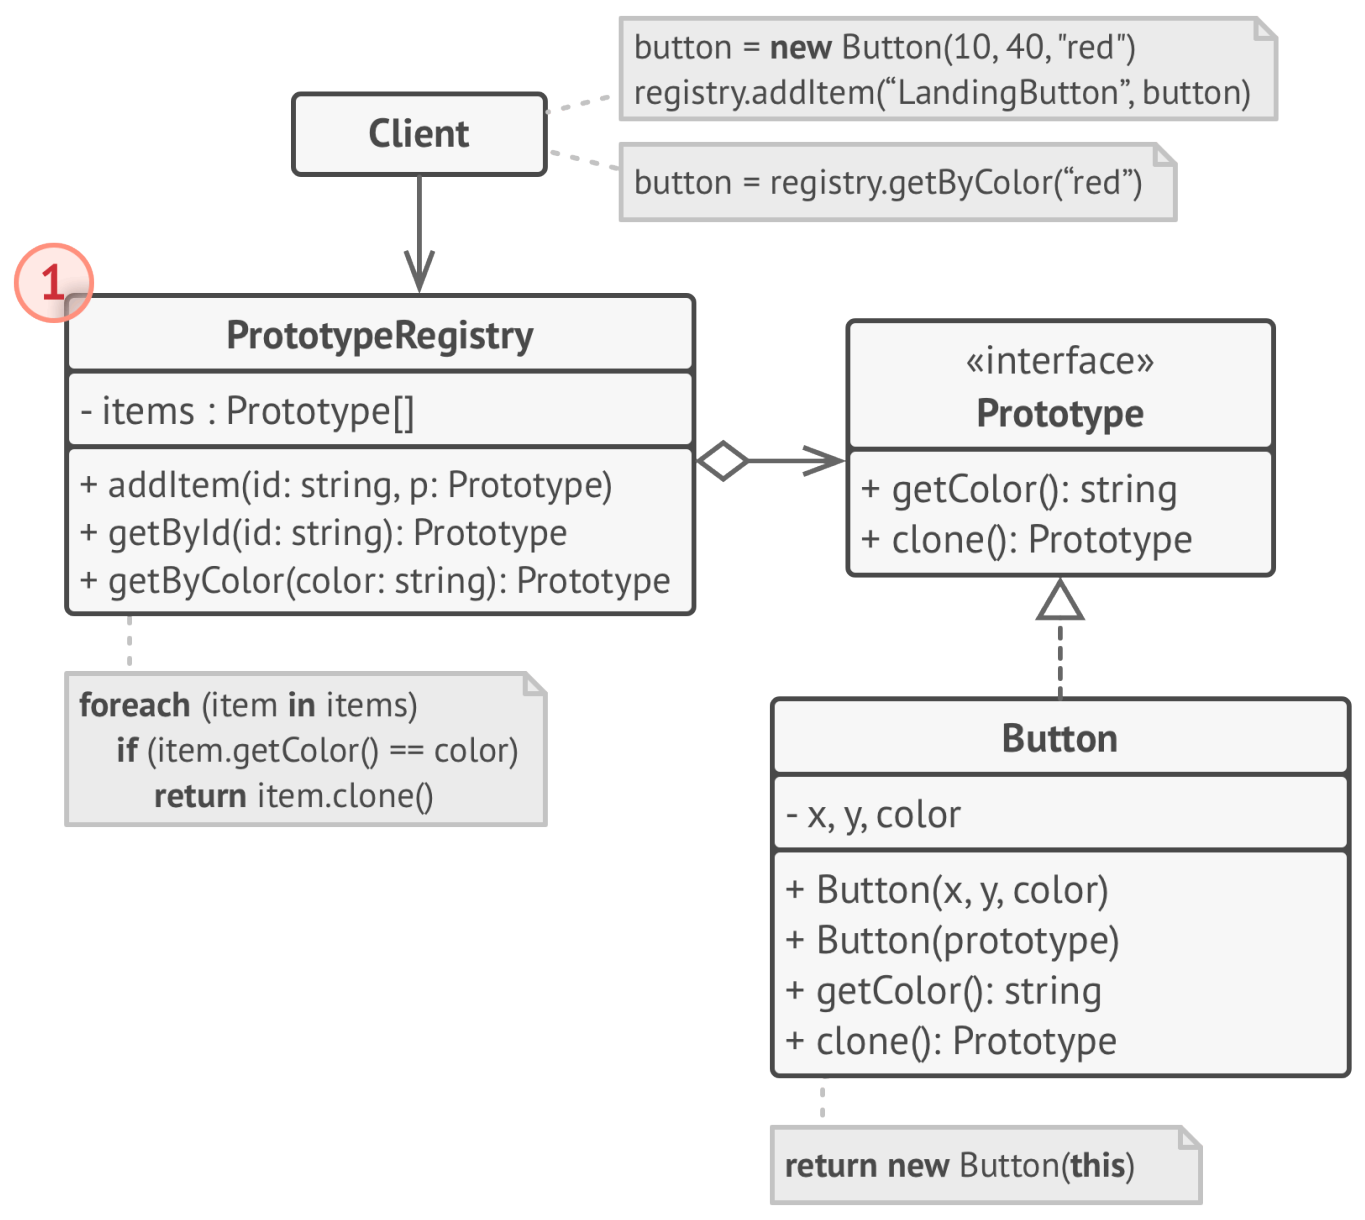 button = new Button(10, 40, "red")
registry.addItem(“LandingButton”, button)
Client
button = registry.getByColor(“red”)
1
PrototypeRegistry
- items : Prototype[]
+ addItem(id: string, p: Prototype)
+ getById(id: string): Prototype
+ getByColor(color: string): Prototype
«interface»
Prototype
+ getColor(): string
+ clone(): Prototype
foreach (item in items)
if (item.getColor() == color)
return item.clone()
Button
- x, y, color
+ Button(x, y, color)
+ Button(prototype)
+ getColor(): string
+ clone(): Prototype
return new Button(this)